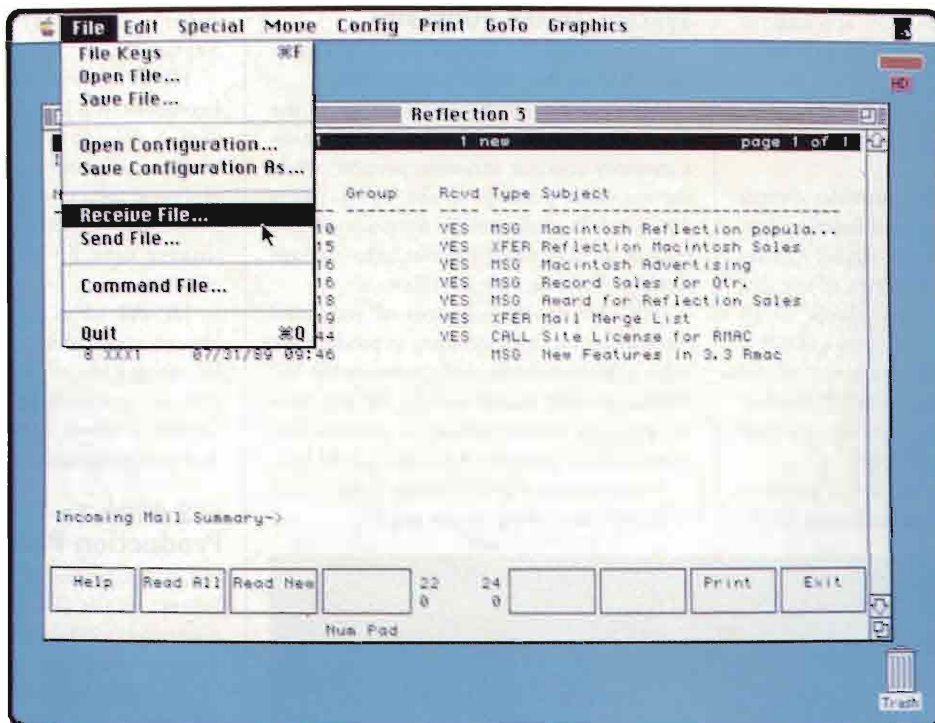 File Edit Special Move Config Print GoTo Graphics
File Keys ⌘F
Open File...
Save File...
Open Configuration...
Save Configuration As...
Receive File...
Send File...
Command File...
Quit ⌘Q
HD
Reflection 3
1 new page 1 of 1
Group Rcvd Type Subject
10 YES MSG Macintosh Reflection popula...
15 YES XFER Reflection Macintosh Sales
16 YES MSG Macintosh Advertising
16 YES MSG Record Sales for Qtr.
18 YES MSG Award for Reflection Sales
19 YES XFER Mail Merge List
44 YES CALL Site License for RMAC
8 XXX1 07/31/89 09:46 MSG New Features in 3.3 Rmac
Incoming Mail Summary->
Help Read All Read New 22 24 Print Exit
0 0
Num Pad
Trash